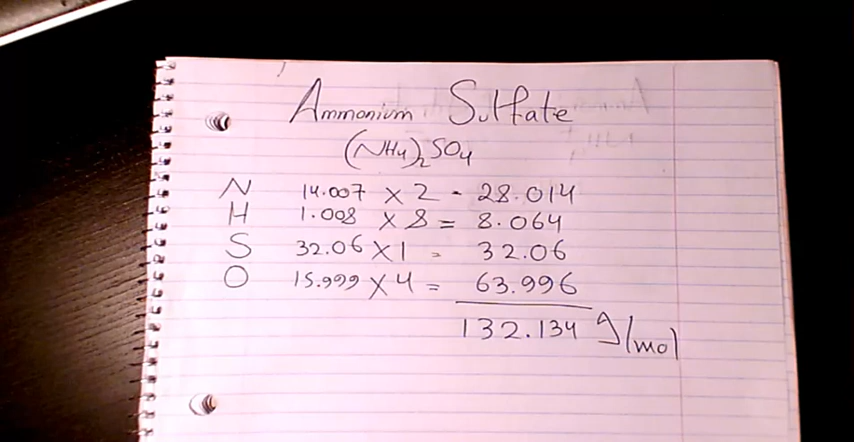 Ammonium Sulfate
(NH4)2SO4
N 14.007 X 2 - 28.014
H 1.008 X 8 = 8.064
S 32.06 X 1 - 32.06
O 15.999 X 4 = 63.996
132.134 g/mol